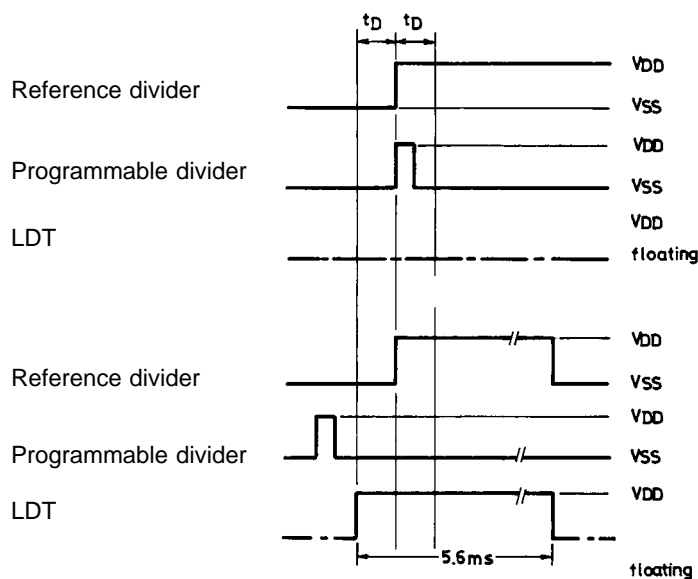 tD tD
VDD
Reference divider
VSS
VDD
Programmable divider
VSS
VDD
LDT
floating
VDD
Reference divider
VSS
VDD
Programmable divider
VSS
VDD
LDT
5.6ms
floating